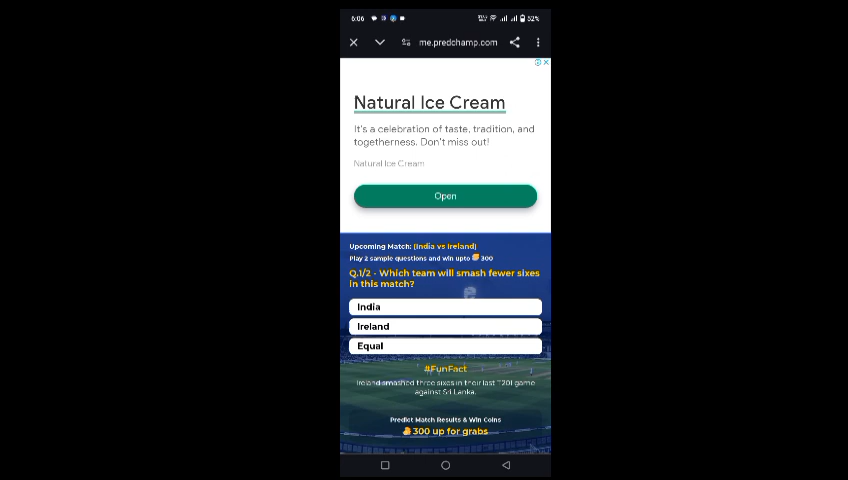 6:06
52%
me.predchamp.com
Natural Ice Cream
It's a celebration of taste, tradition, and
togetherness. Don't miss out!
Natural Ice Cream
Open
Upcoming Match: [India vs Ireland]
Play 2 sample questions and win upto 300
Q.1/2 - Which team will smash fewer sixes
in this match?
India
Ireland
Equal
#FunFact
Ireland smashed three sixes in their last T20I game
against Sri Lanka.
Predict Match Results & Win Coins
300 up for grabs